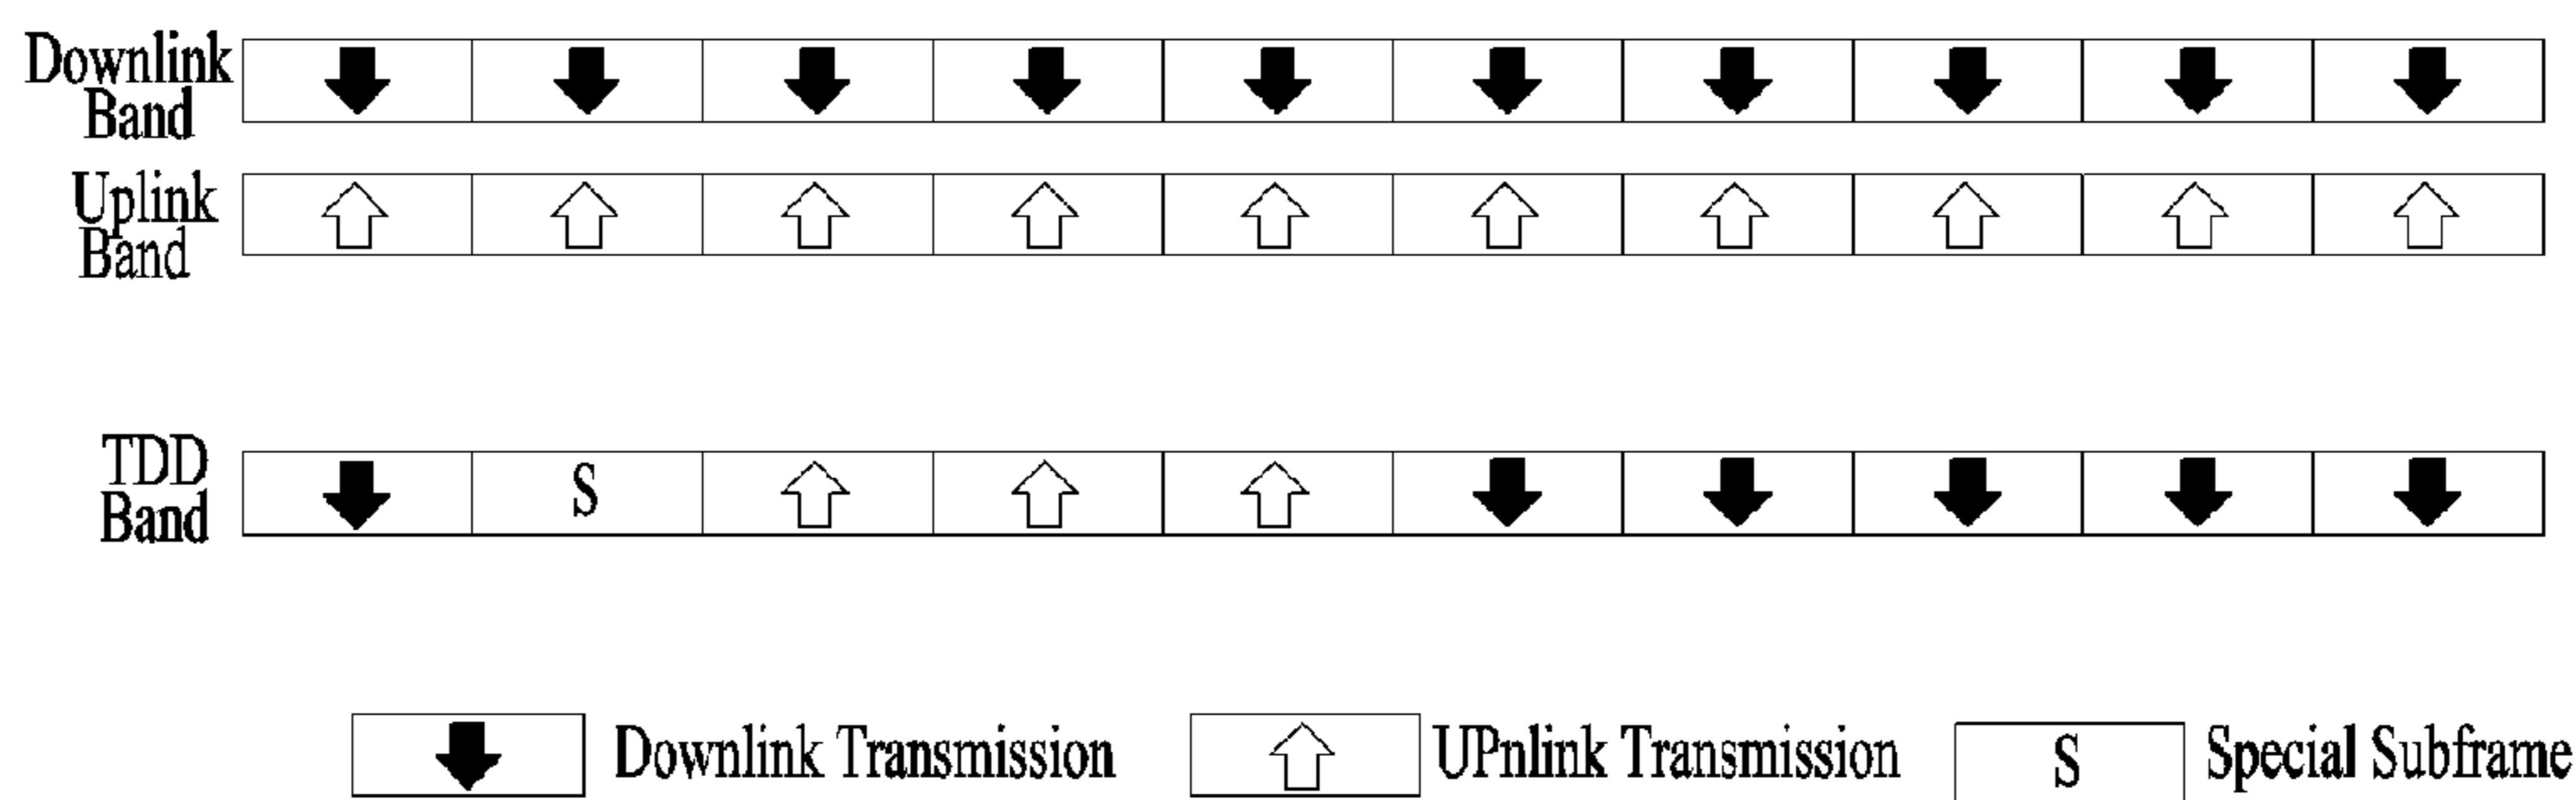 Downlink
Band
Uplink
Band
TDD
Band
S
Downlink Transmission
UPnlink Transmission
S
Special Subframe